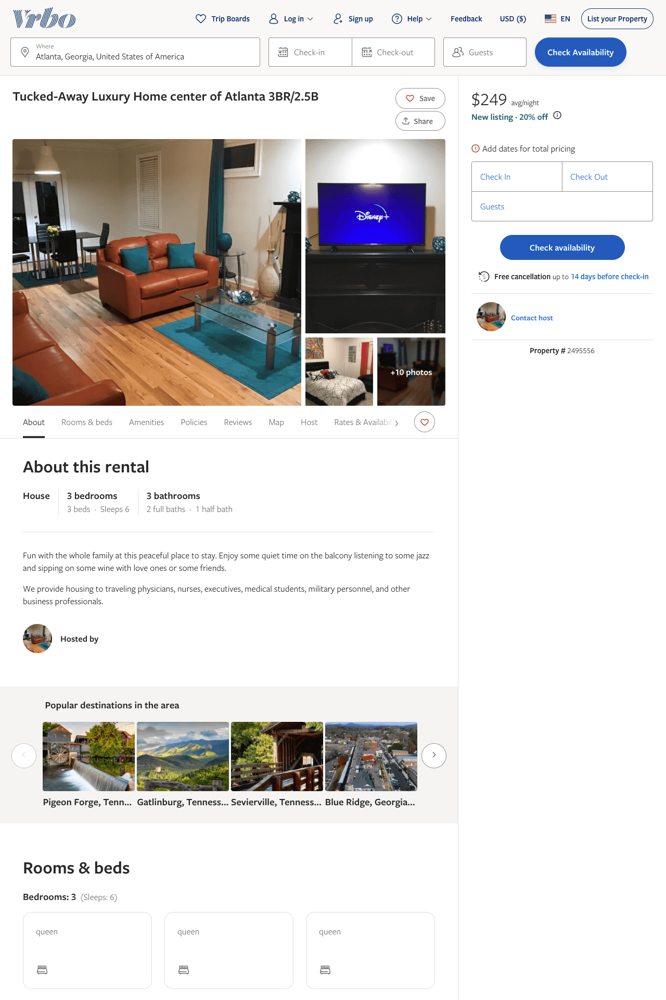 Vrbo
Trip Boards
Log in
Sign up
Help
Feedback
USD ($)
EN
List your Property
Where
Atlanta, Georgia, United States of America
Check-in
Check-out
Guests
Check Availability
Tucked-Away Luxury Home center of Atlanta 3BR/2.5B
Save
Share
Disney+
+10 photos
$249 avg/night
New listing · 20% off
Add dates for total pricing
Check In
Check Out
Guests
Check availability
Free cancellation up to 14 days before check-in
Contact host
Property # 2495556
About
Rooms & beds
Amenities
Policies
Reviews
Map
Host
Rates & Availabili
About this rental
House
3 bedrooms
3 beds · Sleeps 6
3 bathrooms
2 full baths · 1 half bath
Fun with the whole family at this peaceful place to stay. Enjoy some quiet time on the balcony listening to some jazz
and sipping on some wine with love ones or some friends.
We provide housing to traveling physicians, nurses, executives, medical students, military personnel, and other
business professionals.
Hosted by
Popular destinations in the area
Pigeon Forge, Tenn...
Gatlinburg, Tenness...
Sevierville, Tenness...
Blue Ridge, Georgia...
Rooms & beds
Bedrooms: 3 (Sleeps: 6)
queen
queen
queen